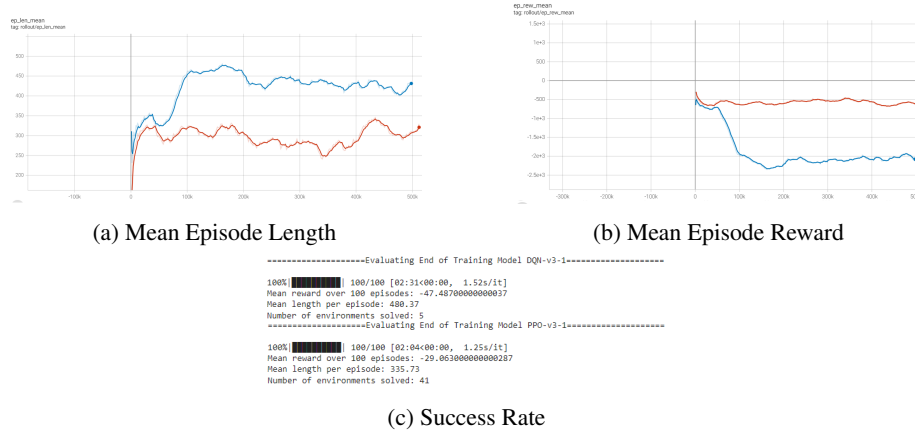 ep_len_mean
tag: rollout/ep_len_mean
550
500
450
400
350
300
250
200
-100k 0 100k 200k 300k 400k 500k
(a) Mean Episode Length
ep_rew_mean
tag: rollout/ep_rew_mean
1.5e+3
1e+3
500
0
-500
-1e+3
-1.5e+3
-2e+3
-2.5e+3
-300k -200k -100k 0 100k 200k 300k 400k 500k
(b) Mean Episode Reward
====================Evaluating End of Training Model DQN-v3-1====================
100%|██████████| 100/100 [02:31<00:00, 1.52s/it]
Mean reward over 100 episodes: -47.48700000000037
Mean length per episode: 480.37
Number of environments solved: 5
====================Evaluating End of Training Model PPO-v3-1====================
100%|██████████| 100/100 [02:04<00:00, 1.25s/it]
Mean reward over 100 episodes: -29.063000000000287
Mean length per episode: 335.73
Number of environments solved: 41
(c) Success Rate